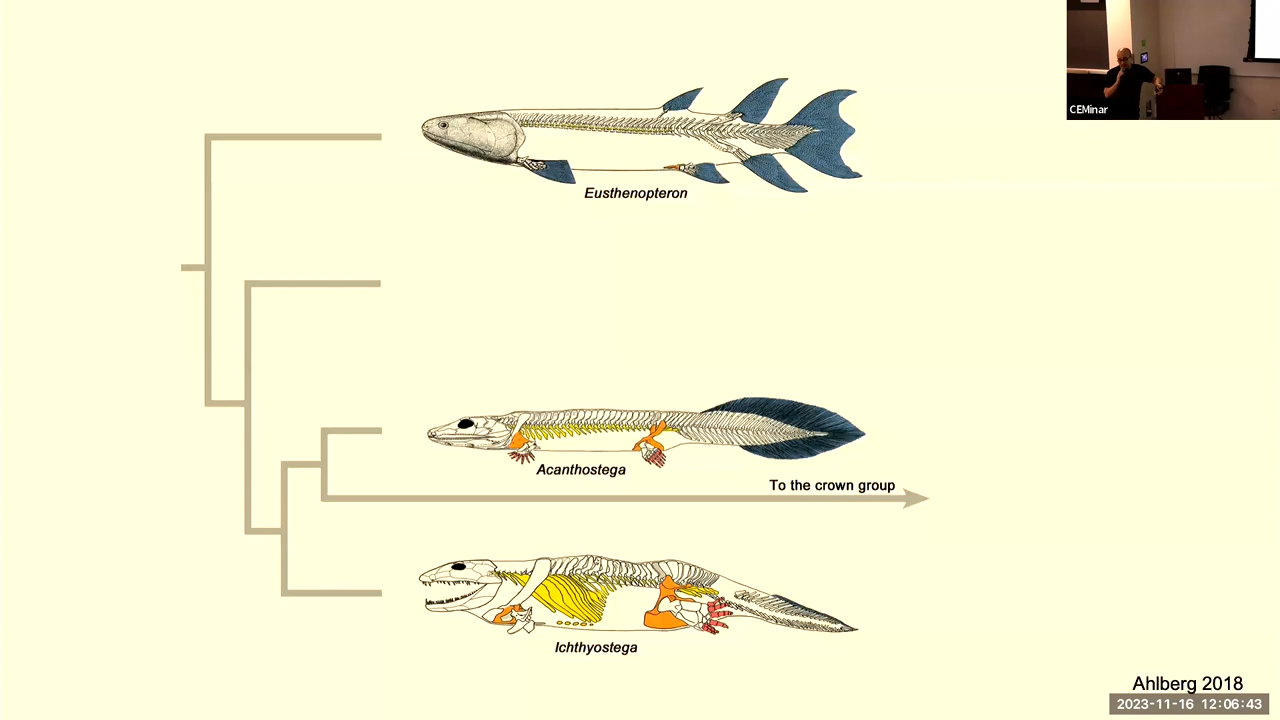 CEMinar
Eusthenopteron
Acanthostega
To the crown group
Ichthyostega
Ahlberg 2018
2023-11-16 12:06:43